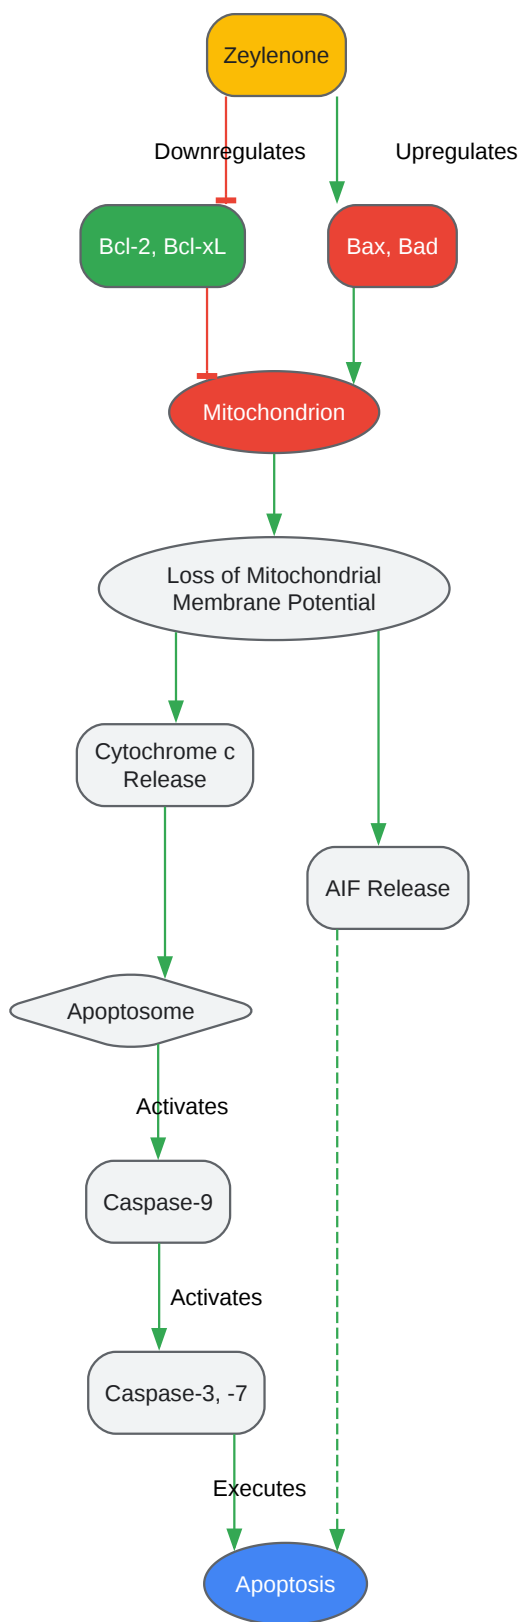 Zeylenone
Downregulates
Upregulates
Bcl-2, Bcl-xL
Bax, Bad
Mitochondrion
Loss of Mitochondrial
Membrane Potential
Cytochrome c
Release
AIF Release
Apoptosome
Activates
Caspase-9
Activates
Caspase-3, -7
Executes
Apoptosis